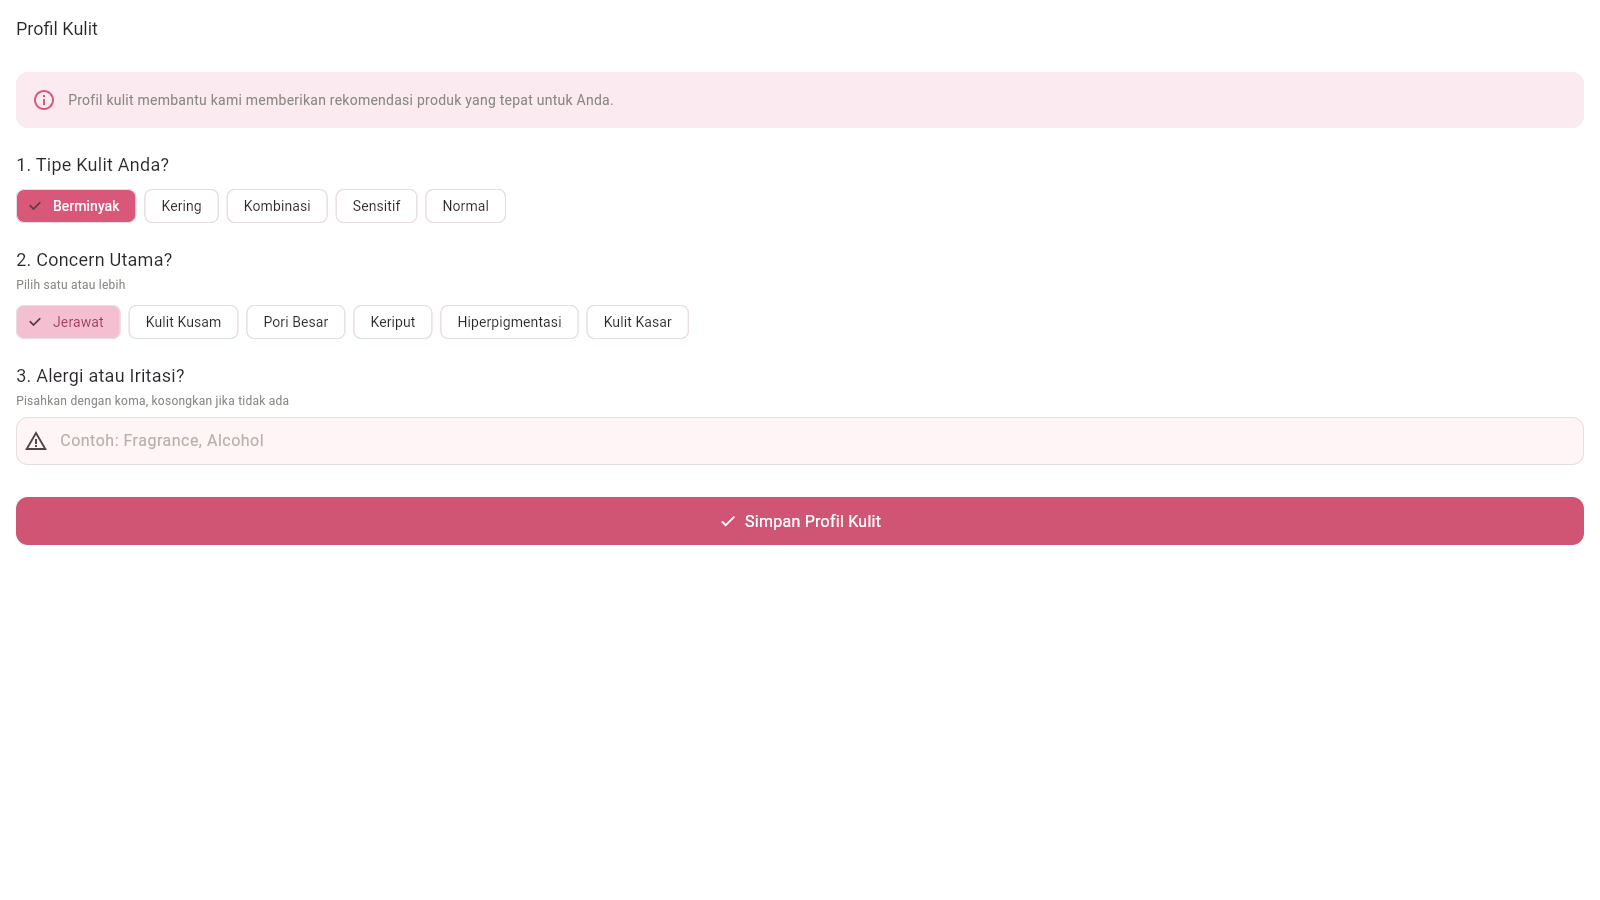 Profil Kulit
Profil kulit membantu kami memberikan rekomendasi produk yang tepat untuk Anda.
1. Tipe Kulit Anda?
Berminyak Kering Kombinasi Sensitif Normal
2. Concern Utama?
Pilih satu atau lebih
Jerawat Kulit Kusam Pori Besar Keriput Hiperpigmentasi Kulit Kasar
3. Alergi atau Iritasi?
Pisahkan dengan koma, kosongkan jika tidak ada
Contoh: Fragrance, Alcohol
Simpan Profil Kulit